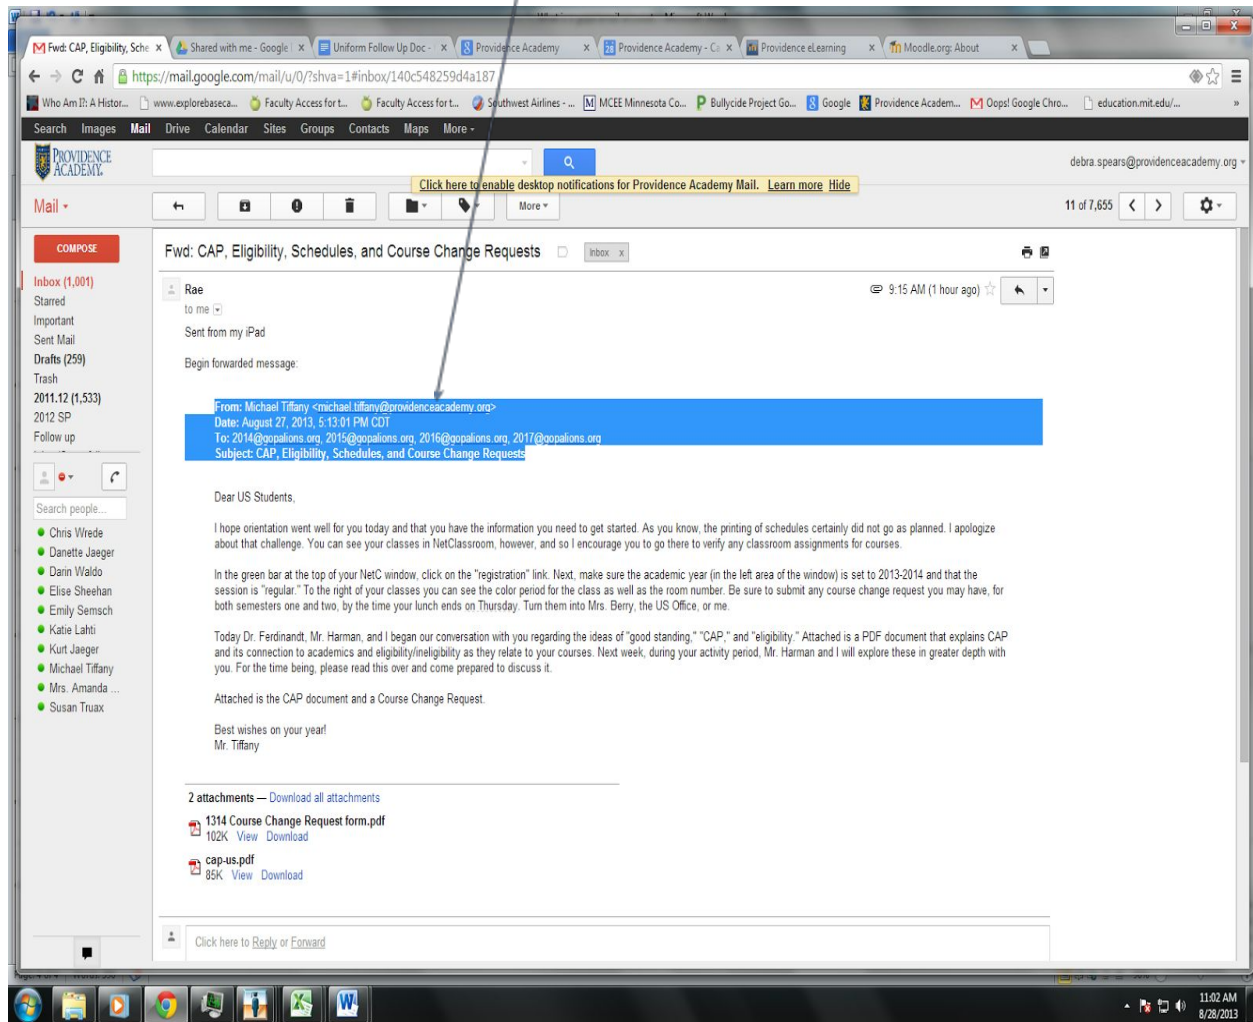 Fwd: CAP, Eligibility, Sche x Shared with me - Google x Uniform Follow Up Doc - x Providence Academy x Providence Academy - Ca x Providence eLearning x Moodle.org: About x
https://mail.google.com/mail/u/0/?shva=1#inbox/140c548259d4a187
Who Am I?: A Histor... www.explorebaseca... Faculty Access for t... Faculty Access for t... Southwest Airlines - ... MCEE Minnesota Co... Bullycide Project Go... Google Providence Academ... Oops! Google Chro... education.mit.edu/... »
Search Images Mail Drive Calendar Sites Groups Contacts Maps More
PROVIDENCE
ACADEMY.
debra.spears@providenceacademy.org
Click here to enable desktop notifications for Providence Academy Mail. Learn more Hide
Mail
More
11 of 7,655
COMPOSE
Fwd: CAP, Eligibility, Schedules, and Course Change Requests Inbox x
Inbox (1,001)
Starred
Important
Sent Mail
Drafts (259)
Trash
2011.12 (1,533)
2012 SP
Follow up
Search people...
Chris Wrede
Danette Jaeger
Darin Waldo
Elise Sheehan
Emily Semsch
Katie Lahti
Kurt Jaeger
Michael Tiffany
Mrs. Amanda ...
Susan Truax
Rae 9:15 AM (1 hour ago)
to me
Sent from my iPad
Begin forwarded message:
From: Michael Tiffany <michael.tiffany@providenceacademy.org>
Date: August 27, 2013, 5:13:01 PM CDT
To: 2014@gopalions.org, 2015@gopalions.org, 2016@gopalions.org, 2017@gopalions.org
Subject: CAP, Eligibility, Schedules, and Course Change Requests
Dear US Students,
I hope orientation went well for you today and that you have the information you need to get started. As you know, the printing of schedules certainly did not go as planned. I apologize
about that challenge. You can see your classes in NetClassroom, however, and so I encourage you to go there to verify any classroom assignments for courses.
In the green bar at the top of your NetC window, click on the "registration" link. Next, make sure the academic year (in the left area of the window) is set to 2013-2014 and that the
session is "regular." To the right of your classes you can see the color period for the class as well as the room number. Be sure to submit any course change request you may have, for
both semesters one and two, by the time your lunch ends on Thursday. Turn them into Mrs. Berry, the US Office, or me.
Today Dr. Ferdinandt, Mr. Harman, and I began our conversation with you regarding the ideas of "good standing," "CAP," and "eligibility." Attached is a PDF document that explains CAP
and its connection to academics and eligibility/ineligibility as they relate to your courses. Next week, during your activity period, Mr. Harman and I will explore these in greater depth with
you. For the time being, please read this over and come prepared to discuss it.
Attached is the CAP document and a Course Change Request.
Best wishes on your year!
Mr. Tiffany
2 attachments — Download all attachments
1314 Course Change Request form.pdf
102K View Download
cap-us.pdf
85K View Download
Click here to Reply or Forward
11:02 AM
8/28/2013